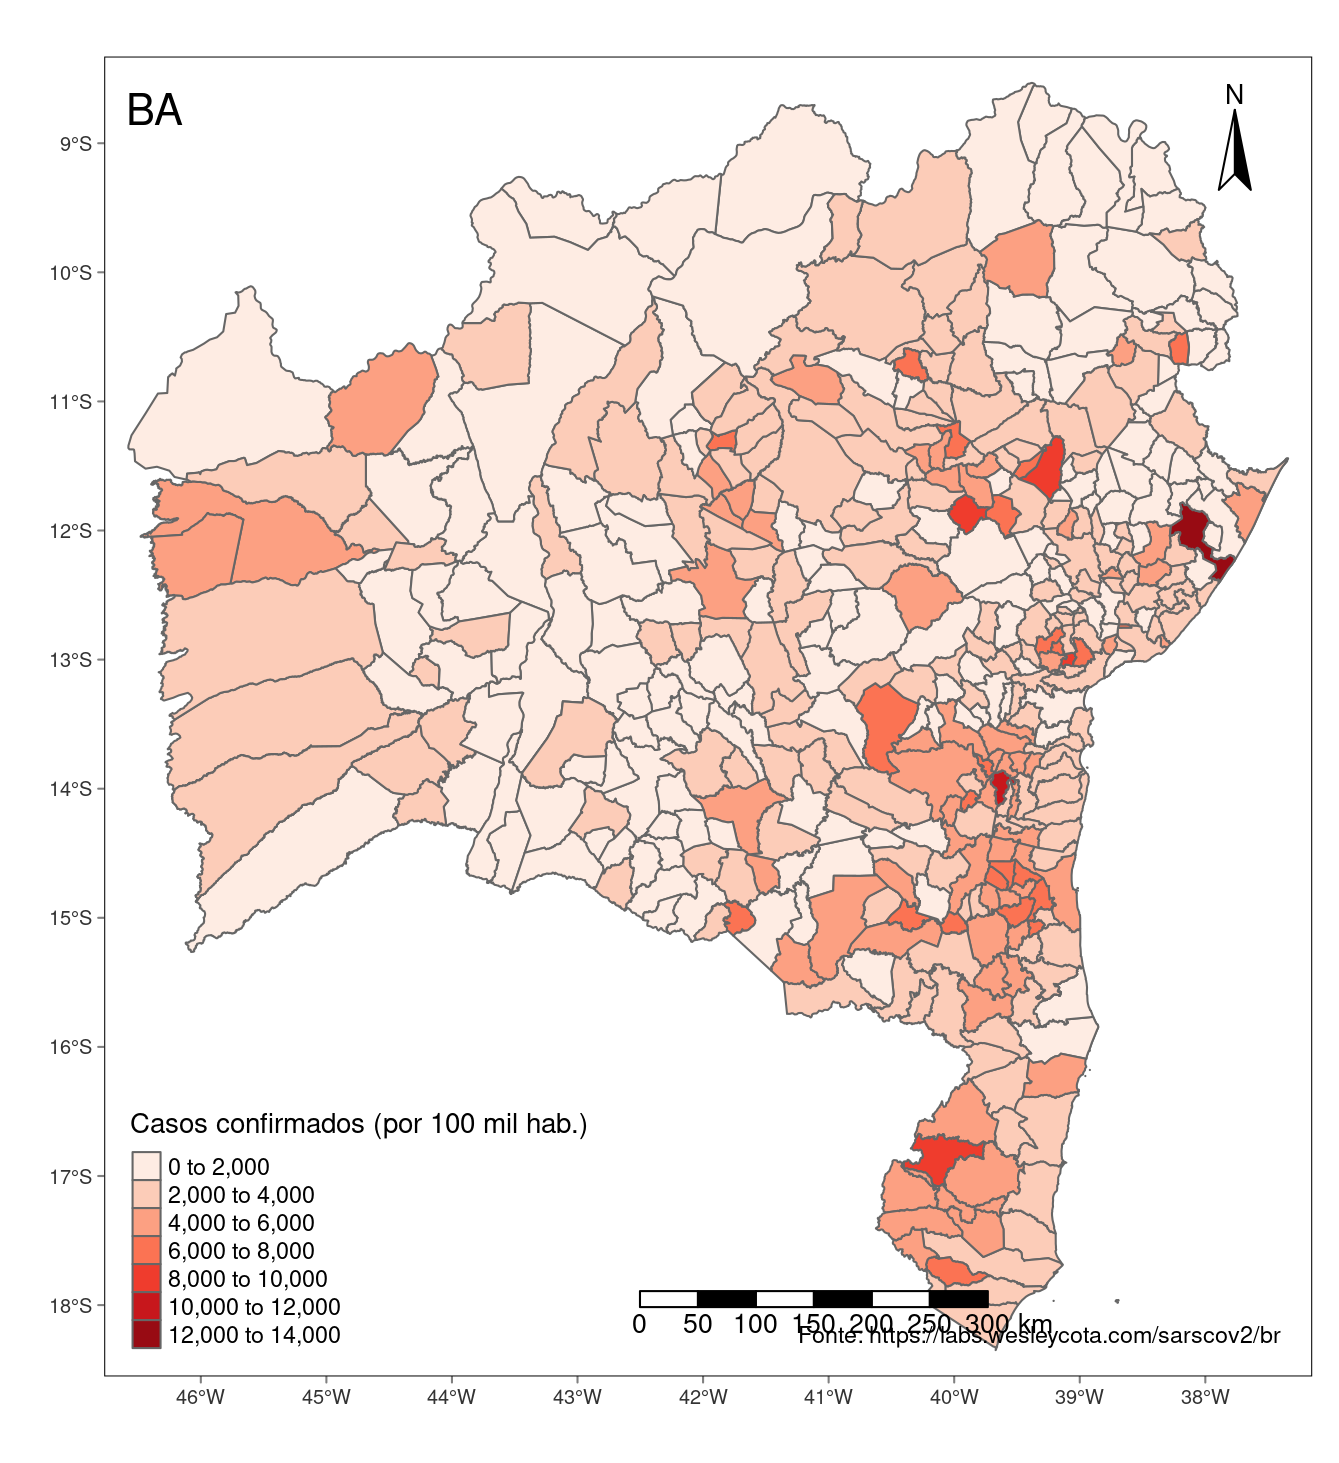 BA
N
9°S
10°S
11°S
12°S
13°S
14°S
15°S
16°S
17°S
18°S
Casos confirmados (por 100 mil hab.)
0 to 2,000
2,000 to 4,000
4,000 to 6,000
6,000 to 8,000
8,000 to 10,000
10,000 to 12,000
12,000 to 14,000
0 50 100 150 200 250 300 km
Fonte: https://labs.wesleycota.com/sarscov2/br
46°W 45°W 44°W 43°W 42°W 41°W 40°W 39°W 38°W